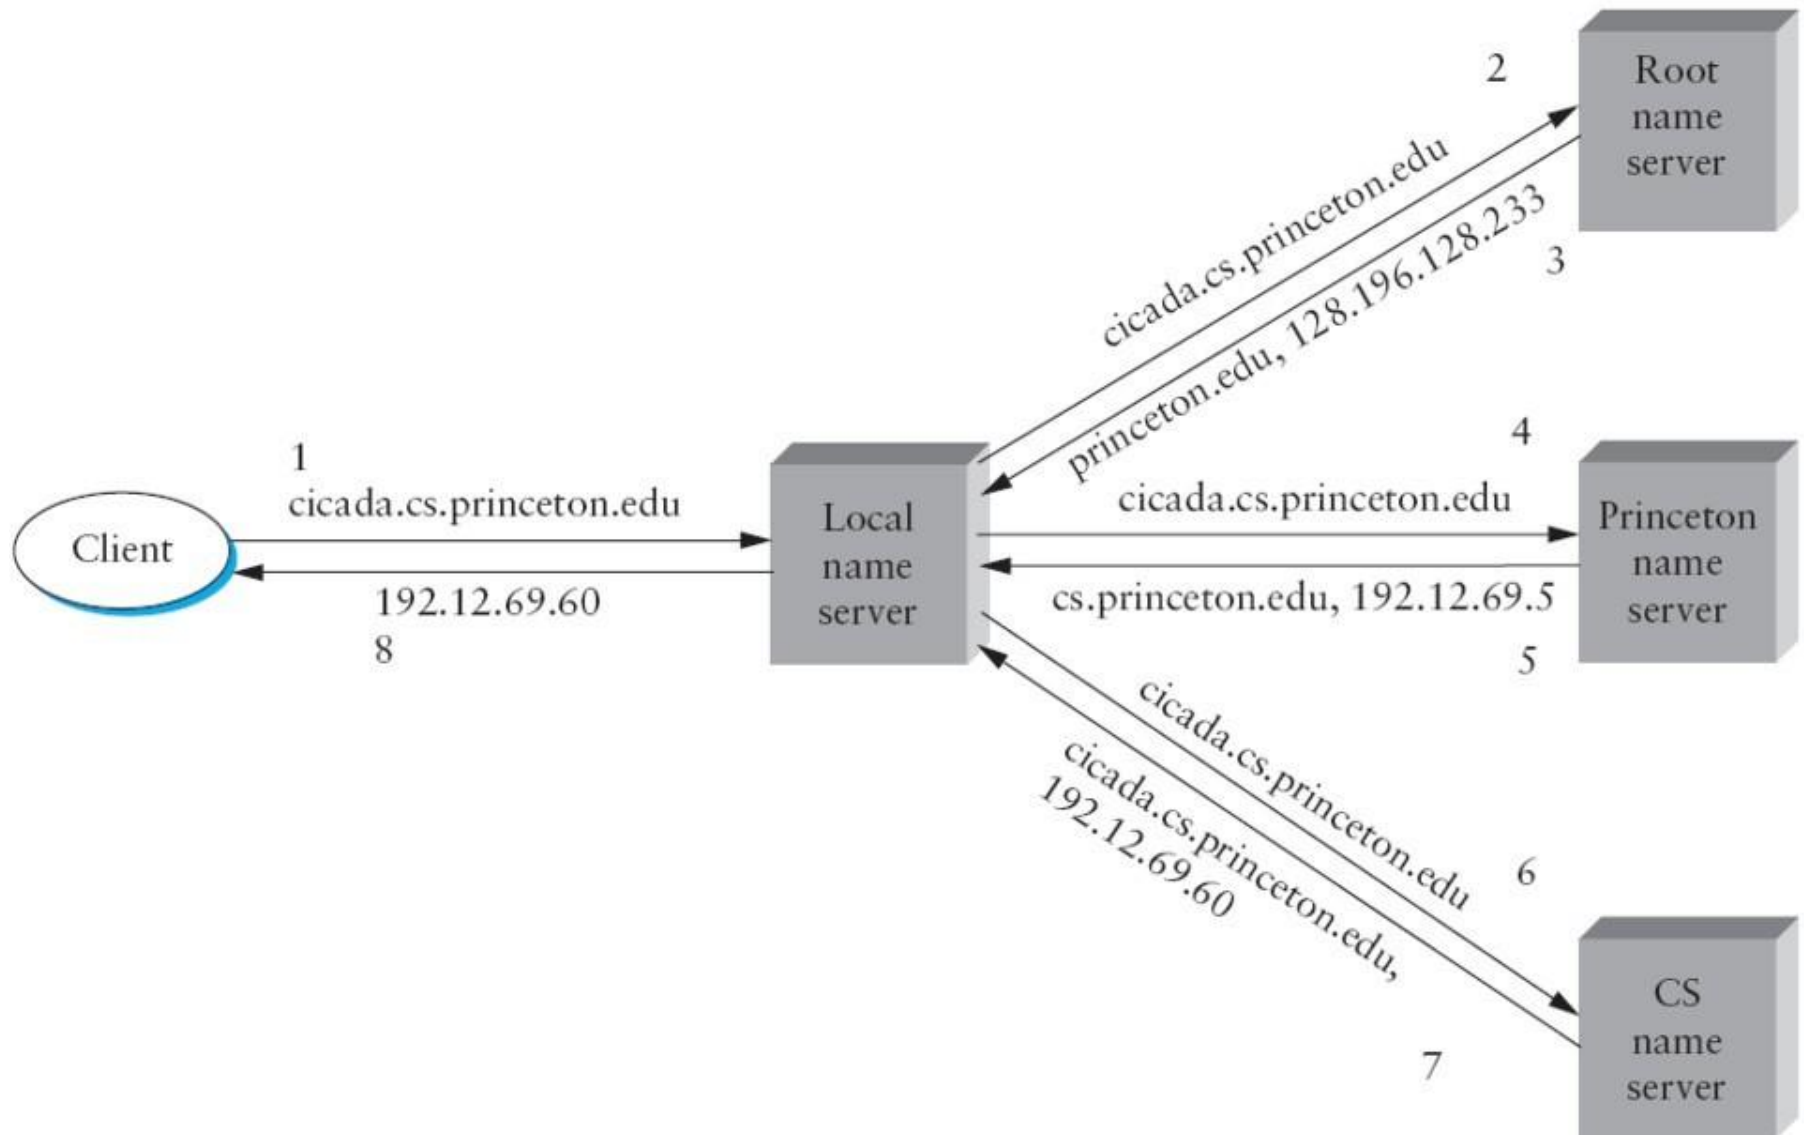 2
Root
name
server
cicada.cs.princeton.edu
princeton.edu, 128.196.128.233
3
1
cicada.cs.princeton.edu
Client
192.12.69.60
8
Local
name
server
4
cicada.cs.princeton.edu
cs.princeton.edu, 192.12.69.5
5
Princeton
name
server
cicada.cs.princeton.edu
6
cicada.cs.princeton.edu,
192.12.69.60
7
CS
name
server